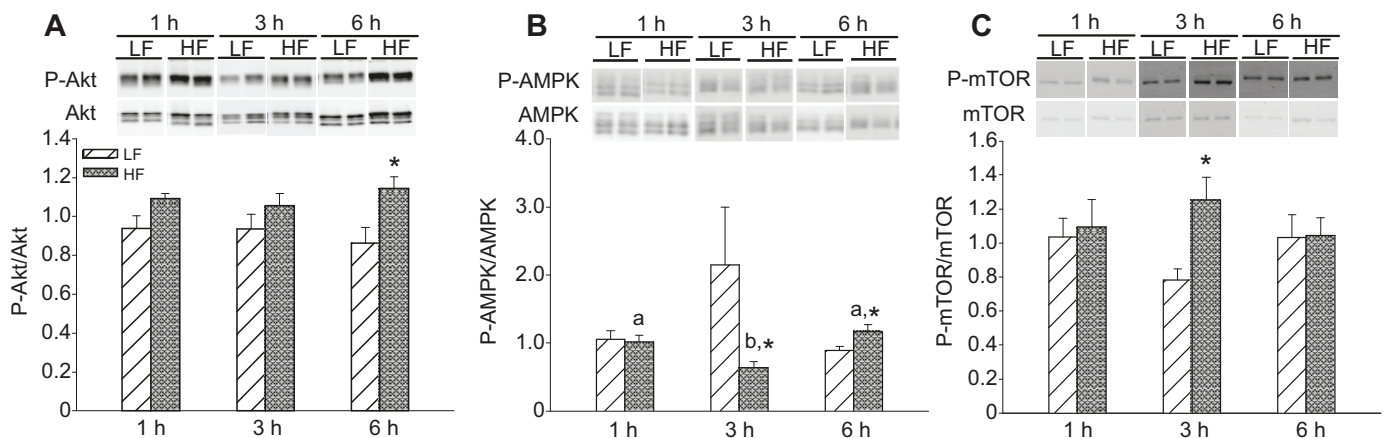 A
1 h 3 h 6 h
LF HF LF HF LF HF
P-Akt
Akt
1.4
1.2
1.0
0.8
0.6
0.4
0.2
0
P-Akt/Akt
LF
HF
*
1 h 3 h 6 h
B
1 h 3 h 6 h
LF HF LF HF LF HF
P-AMPK
AMPK
4.0
3.0
2.0
1.0
0
P-AMPK/AMPK
a
b,*
a,*
1 h 3 h 6 h
C
1 h 3 h 6 h
LF HF LF HF LF HF
P-mTOR
mTOR
1.6
1.4
1.2
1.0
0.8
0.6
0.4
0.2
0
P-mTOR/mTOR
*
1 h 3 h 6 h